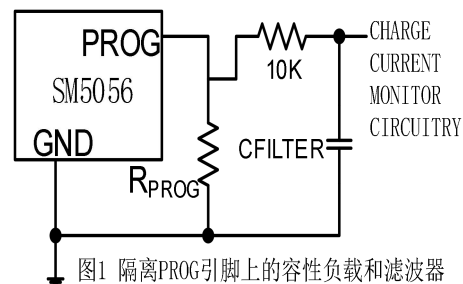 PROG
SM5056
GND
RPROG
10K
CFILTER
CHARGE
CURRENT
MONITOR
CIRCUITRY
图1 隔离PROG引脚上的容性负载和滤波器